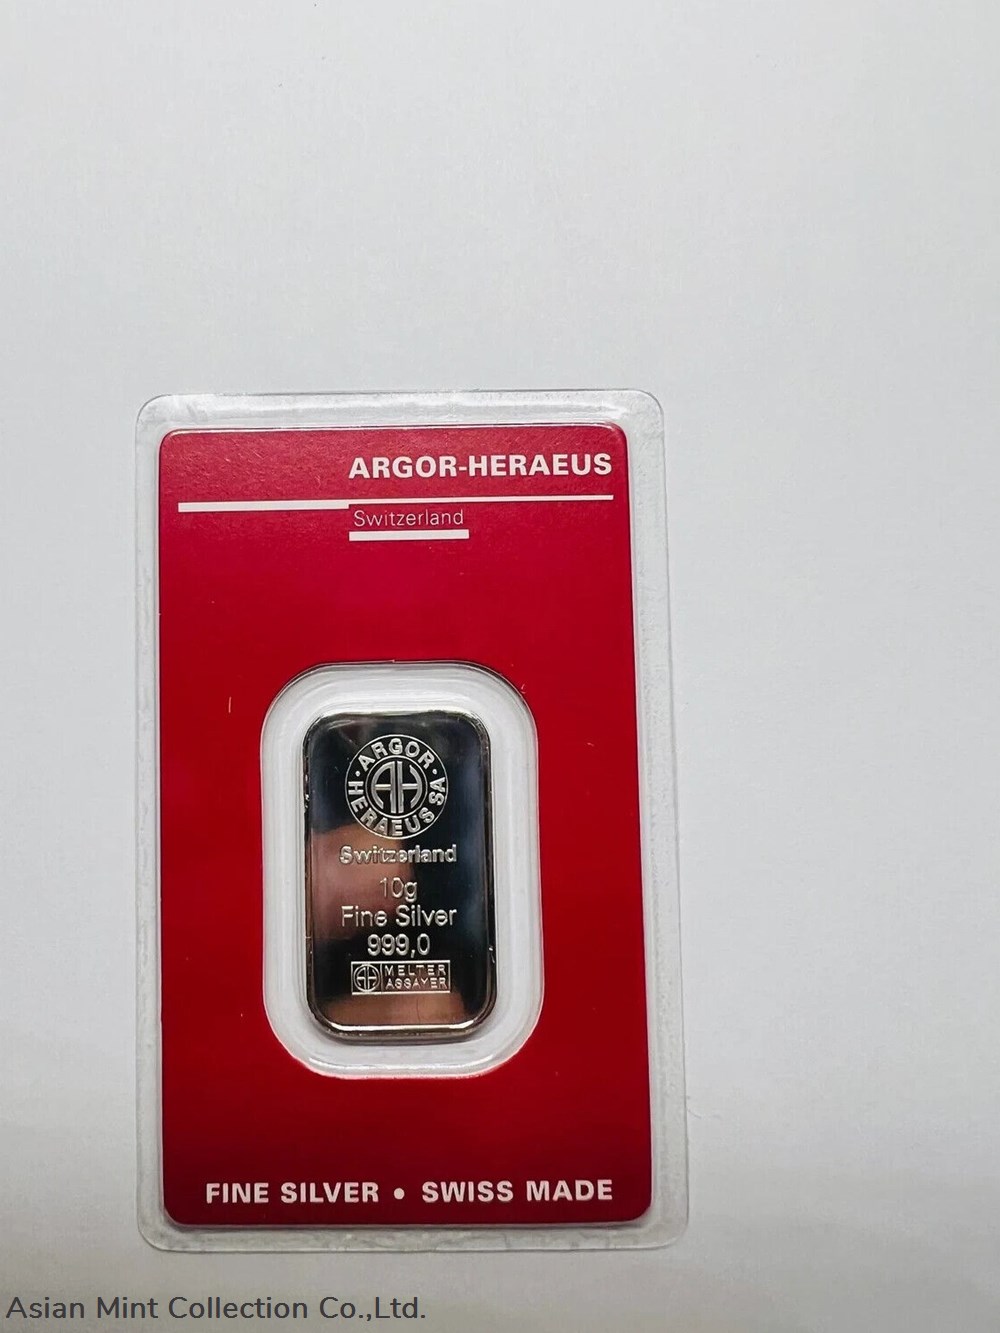 ARGOR-HERAEUS
Switzerland
·ARGOR·
HERAEUS SA
AH
Switzerland
10g
Fine Silver
999,0
AH MELTER
ASSAYER
FINE SILVER • SWISS MADE
Asian Mint Collection Co.,Ltd.